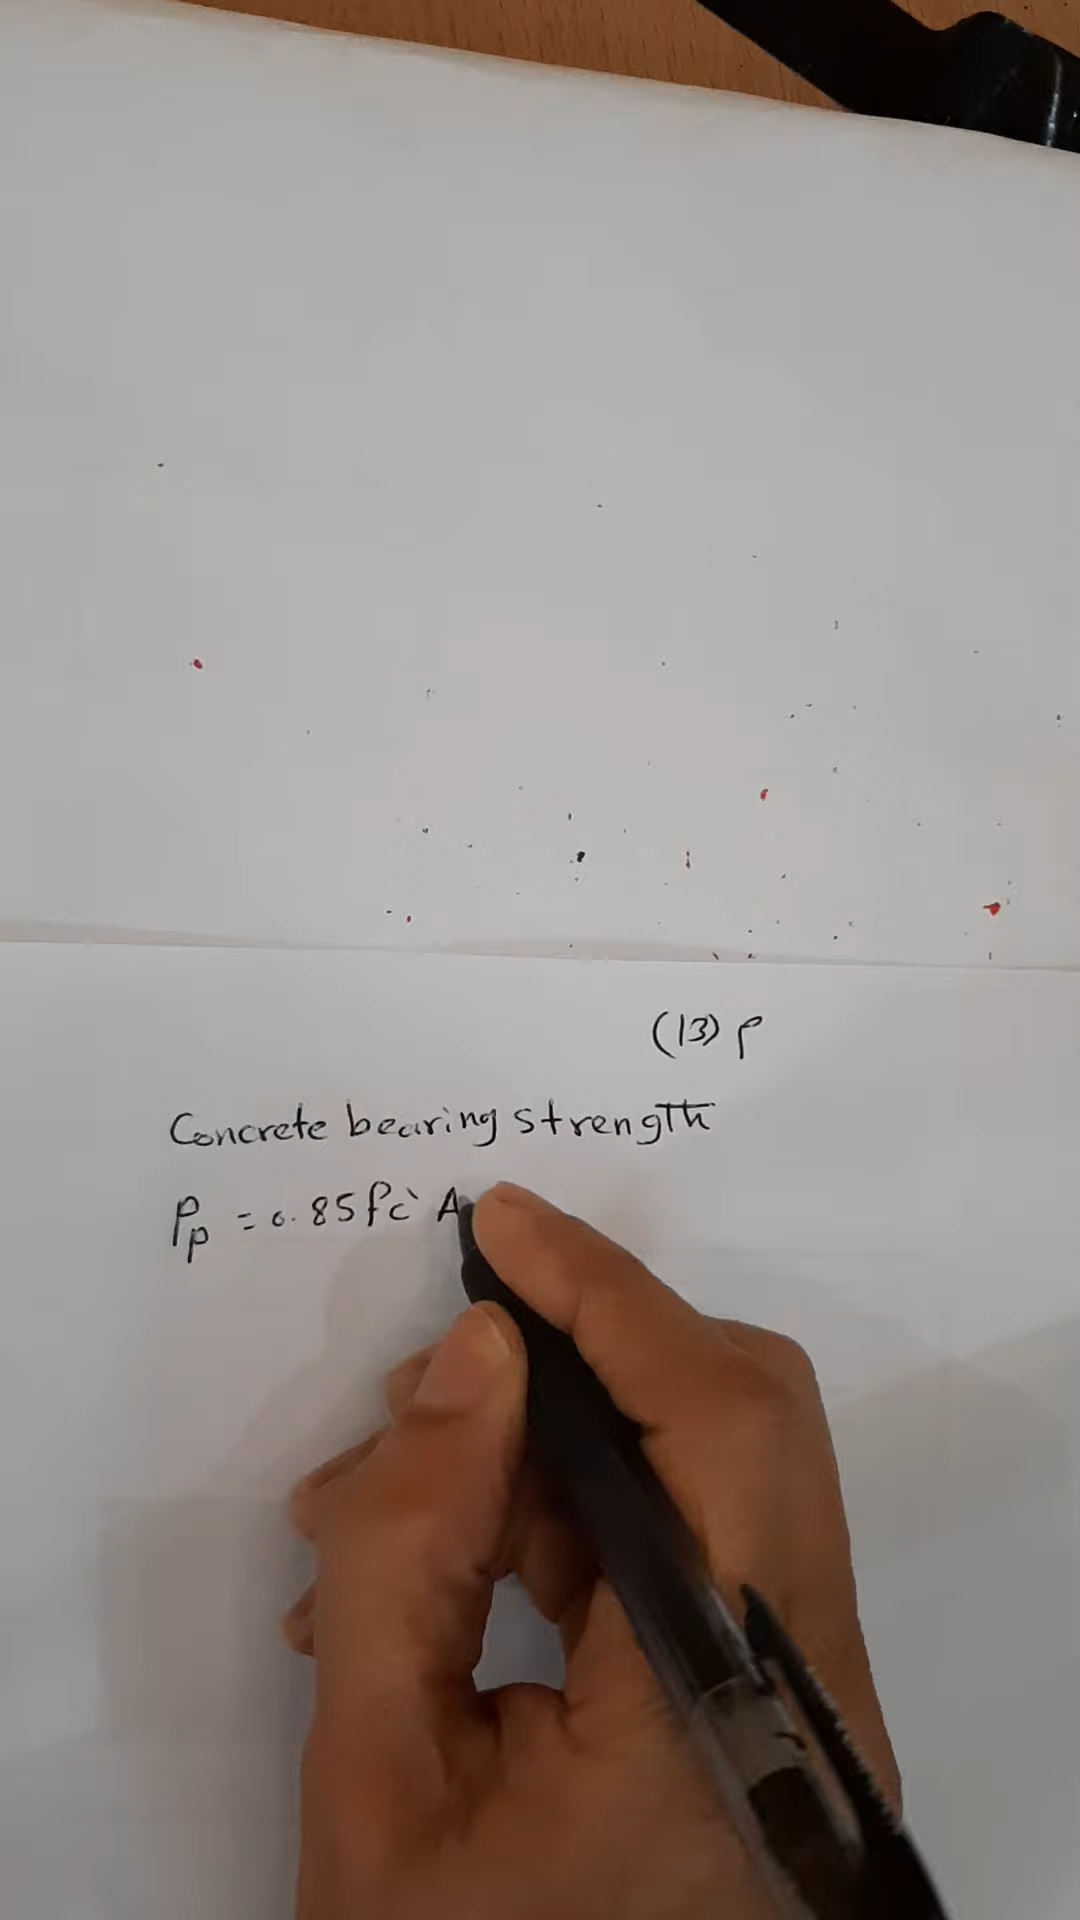 (13) م
Concrete bearing strength
Pp = 0.85 fc' A